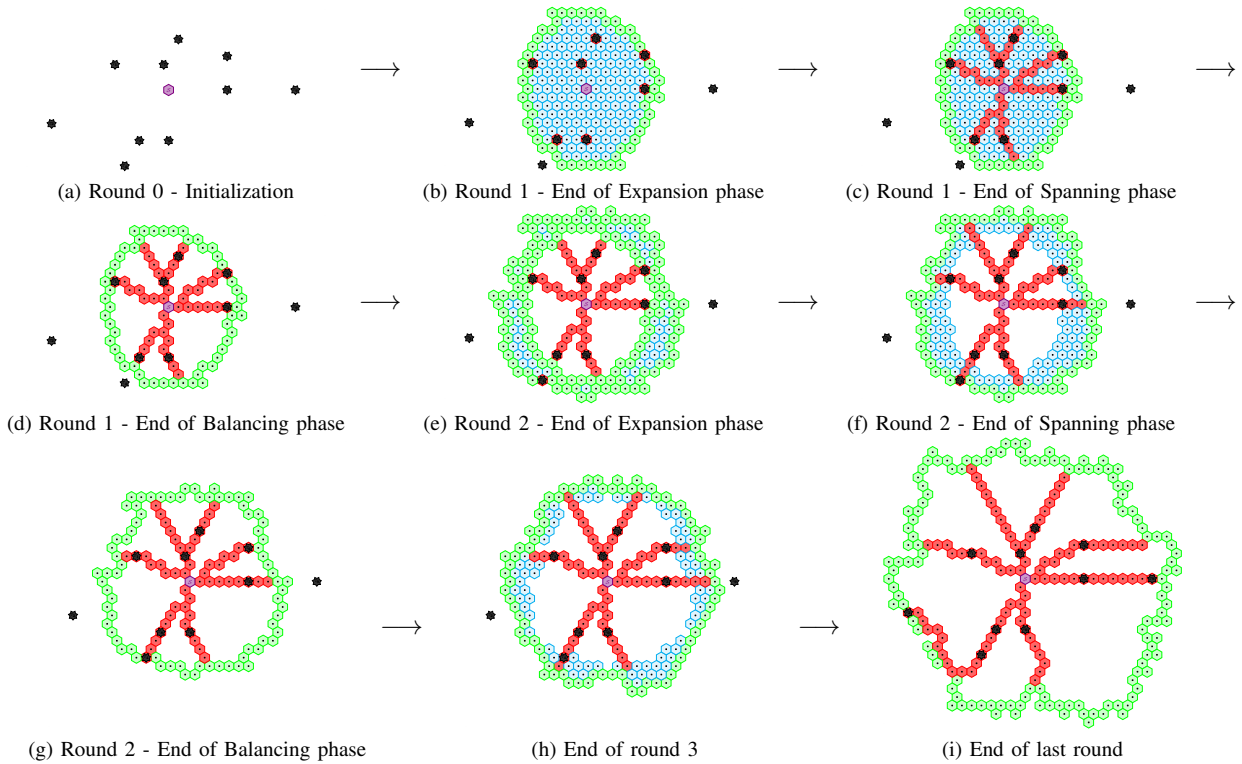 (a) Round 0 - Initialization
(b) Round 1 - End of Expansion phase
(c) Round 1 - End of Spanning phase
(d) Round 1 - End of Balancing phase
(e) Round 2 - End of Expansion phase
(f) Round 2 - End of Spanning phase
(g) Round 2 - End of Balancing phase
(h) End of round 3
(i) End of last round